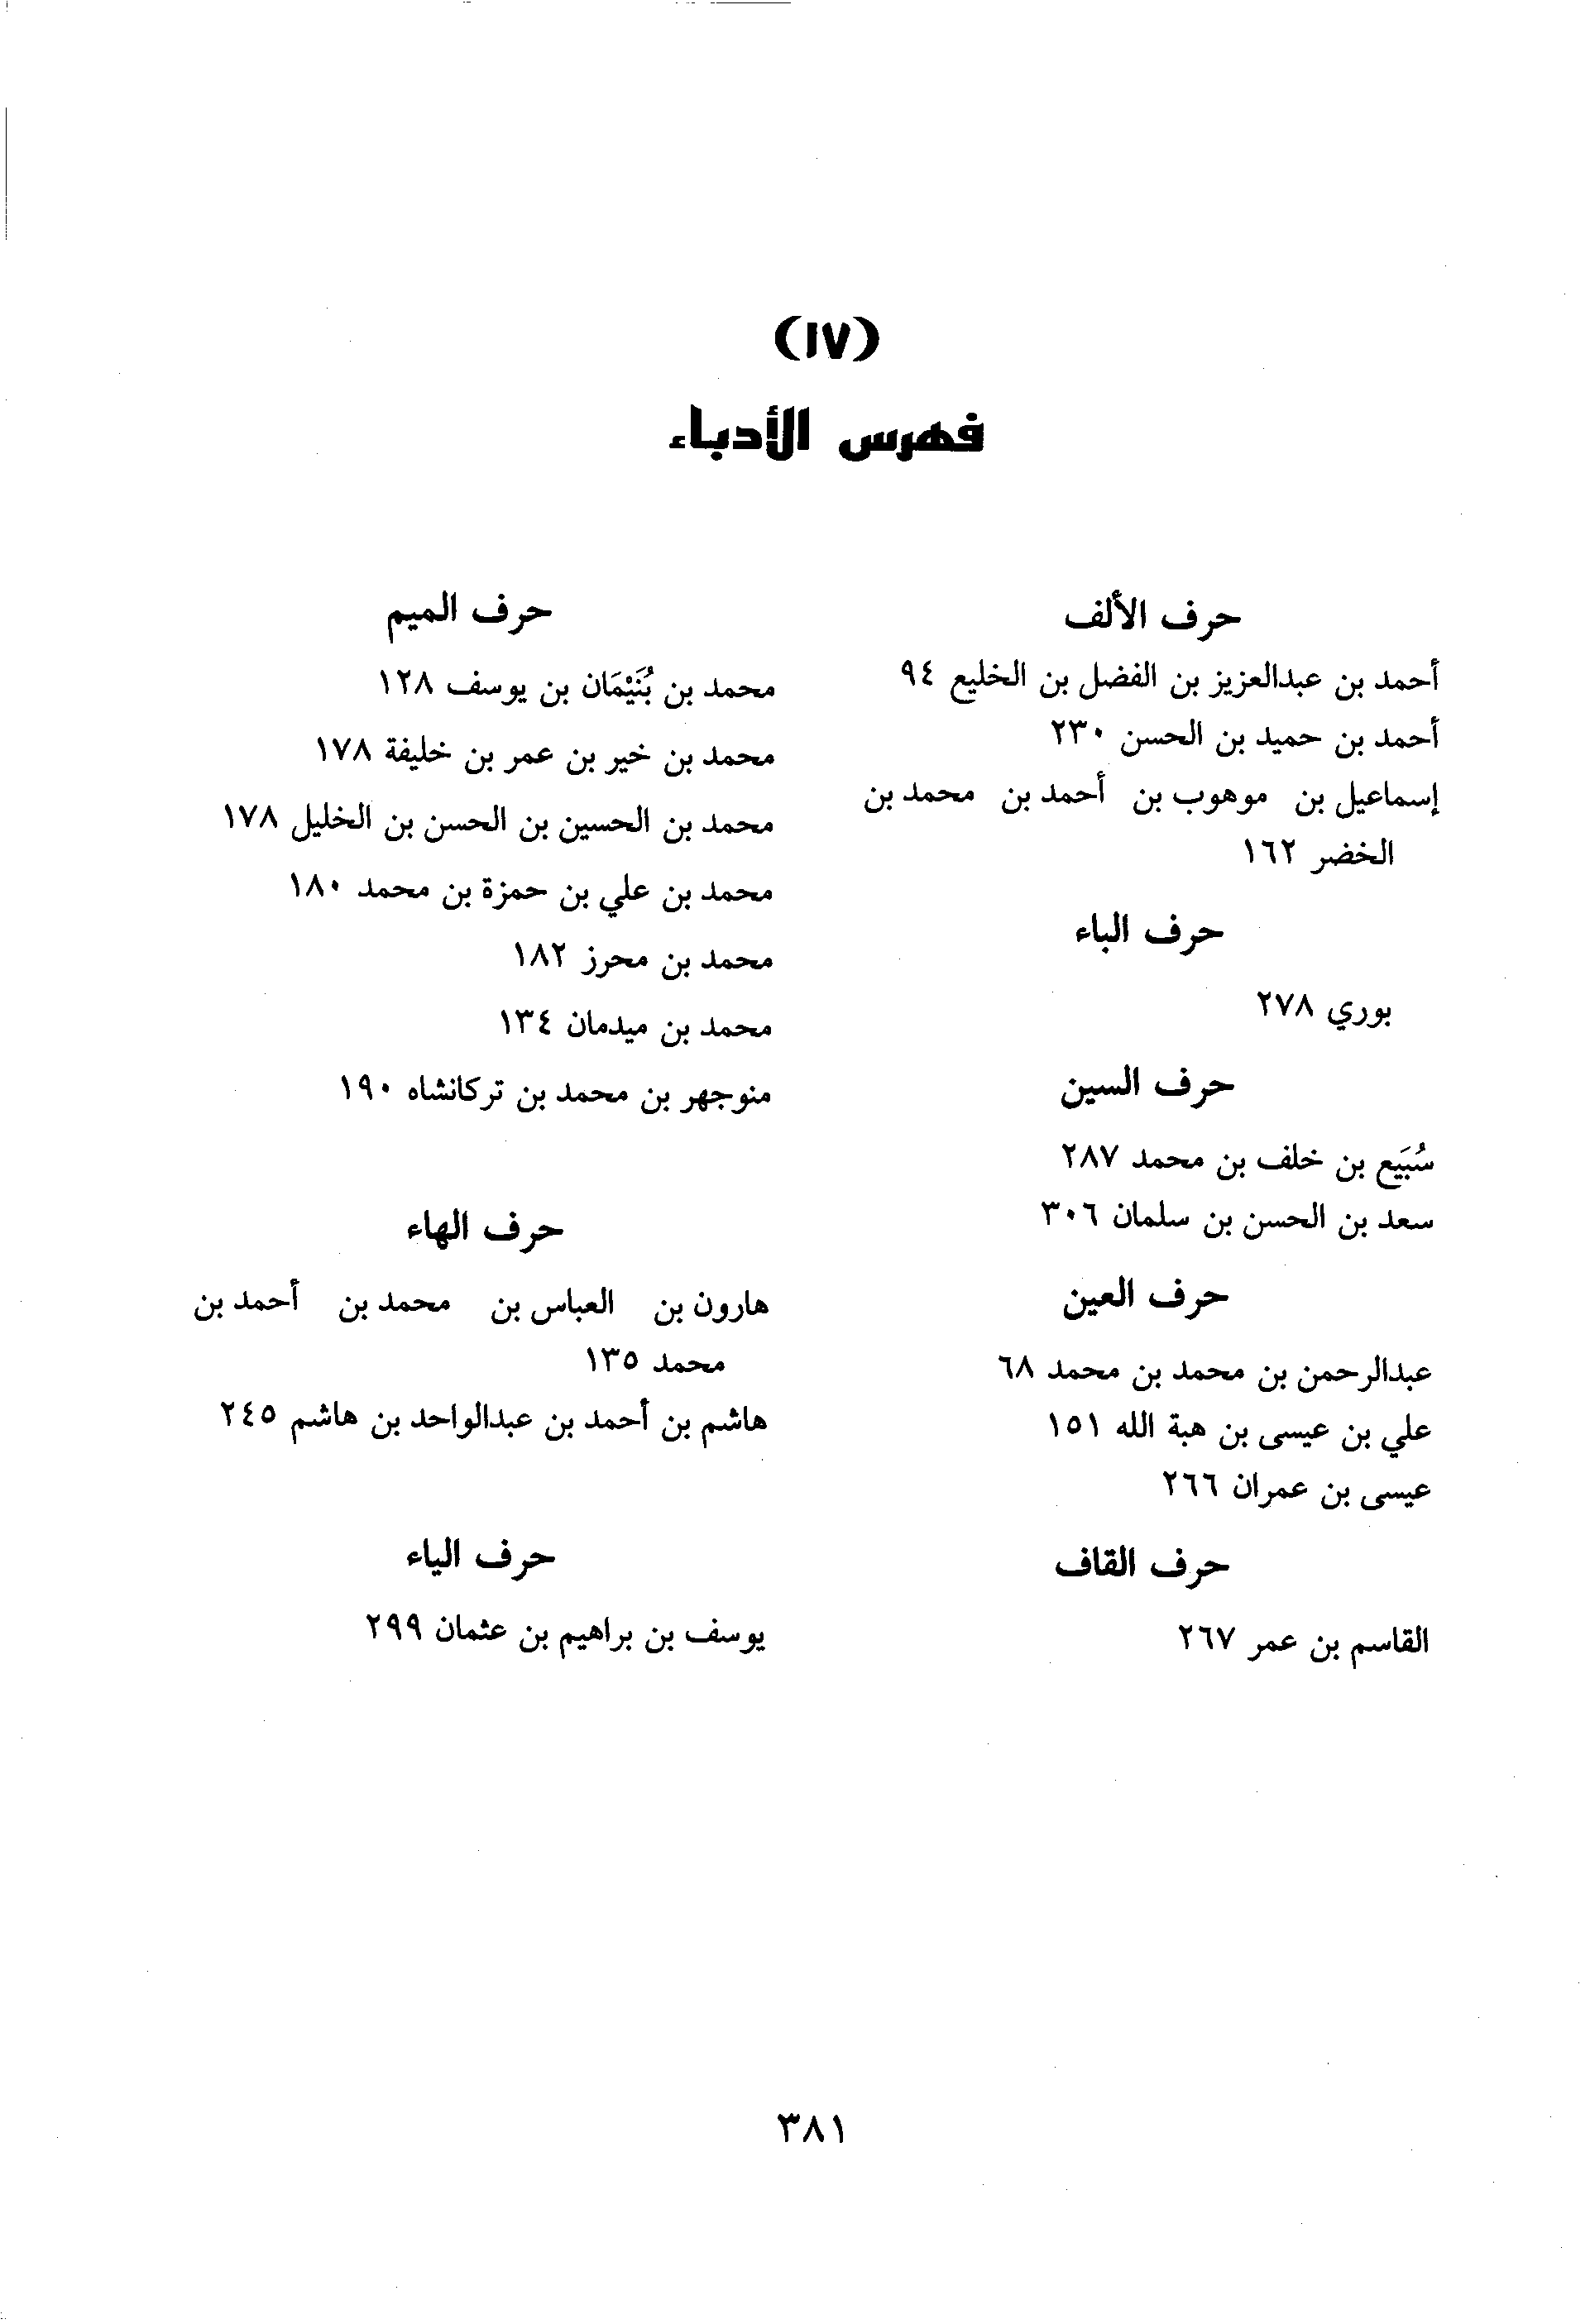 (١٧)
فهرس الأدباء
حرف الألف
أحمد بن عبدالعزيز بن الفضل بن الخليع ٩٤
أحمد بن حميد بن الحسن ٢٣٠
إسماعيل بن موهوب بن أحمد بن محمد بن
الخضر ١٦٢
حرف الباء
بوري ٢٧٨
حرف السين
سُبَيع بن خلف بن محمد ٢٨٧
سعد بن الحسن بن سلمان ٣٠٦
حرف العين
عبدالرحمن بن محمد بن محمد ٦٨
علي بن عيسى بن هبة الله ١٥١
عيسى بن عمران ٢٦٦
حرف القاف
القاسم بن عمر ٢٦٧
حرف الميم
محمد بن بُنَيْمَان بن يوسف ١٢٨
محمد بن خير بن عمر بن خليفة ١٧٨
محمد بن الحسين بن الحسن بن الخليل ١٧٨
محمد بن علي بن حمزة بن محمد ١٨٠
محمد بن محرز ١٨٢
محمد بن ميدمان ١٣٤
منوجهر بن محمد بن تركانشاه ١٩٠
حرف الهاء
هارون بن العباس بن محمد بن أحمد بن
محمد ١٣٥
هاشم بن أحمد بن عبدالواحد بن هاشم ٢٤٥
حرف الياء
يوسف بن براهيم بن عثمان ٢٩٩
٣٨١